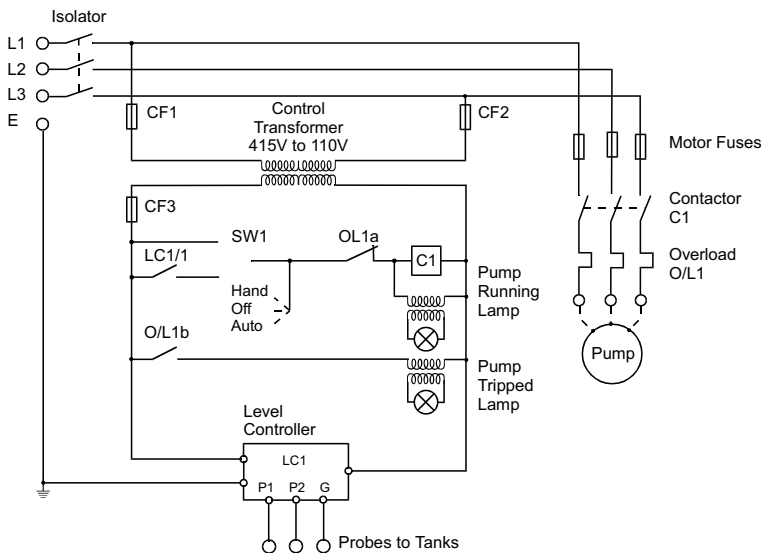 Isolator
L1
L2
L3
E
CF1
Control
Transformer
415V to 110V
CF2
Motor Fuses
Contactor
C1
Overload
O/L1
Pump
CF3
SW1
OL1a
LC1/1
C1
Hand
Off
Auto
Pump
Running
Lamp
O/L1b
Pump
Tripped
Lamp
Level
Controller
LC1
P1 P2 G
Probes to Tanks